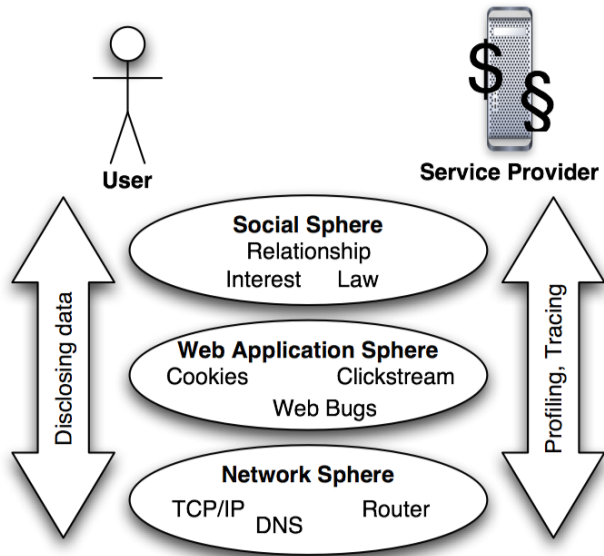 $
§
User
Service Provider
Social Sphere
Relationship
Interest Law
Disclosing data
Profiling, Tracing
Web Application Sphere
Cookies Clickstream
Web Bugs
Network Sphere
TCP/IP Router
DNS